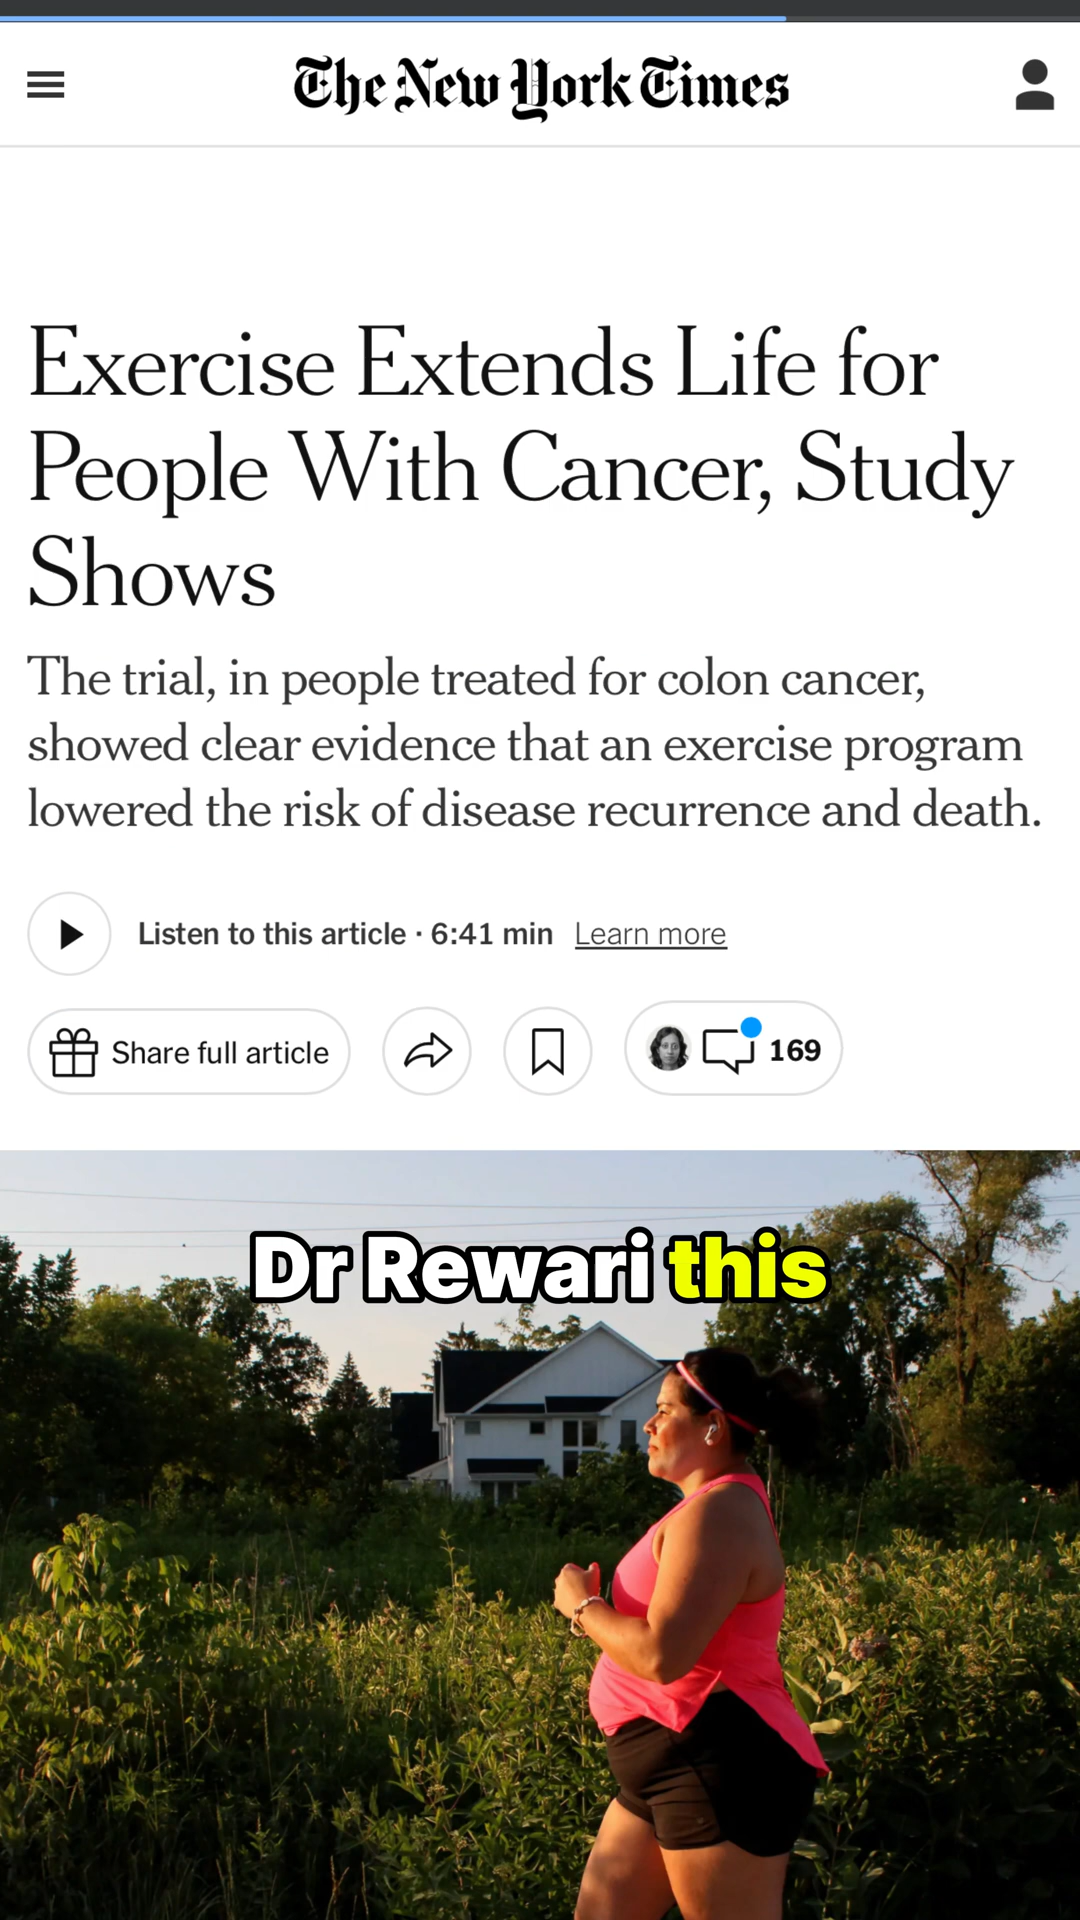 The New York Times
Exercise Extends Life for
People With Cancer, Study
Shows
The trial, in people treated for colon cancer,
showed clear evidence that an exercise program
lowered the risk of disease recurrence and death.
Listen to this article · 6:41 min Learn more
Share full article 169
Dr Rewari this